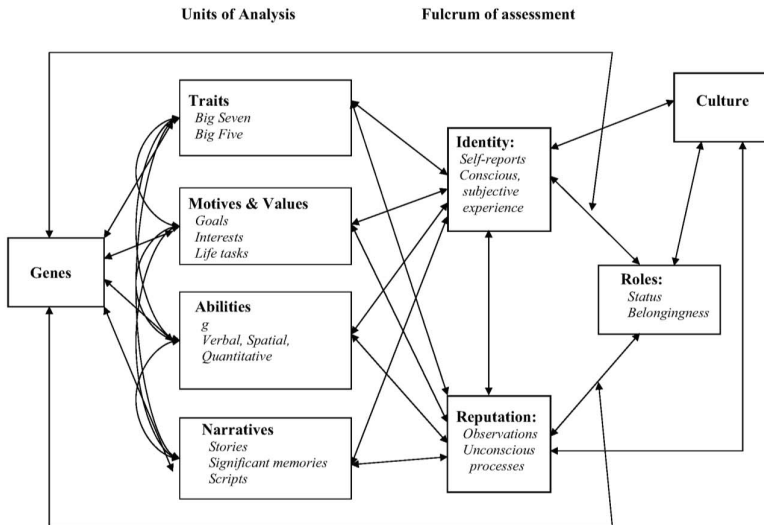 Units of Analysis
Fulcrum of assessment
Genes
Traits
Big Seven
Big Five
Motives & Values
Goals
Interests
Life tasks
Abilities
g
Verbal, Spatial,
Quantitative
Narratives
Stories
Significant memories
Scripts
Identity:
Self-reports
Conscious,
subjective
experience
Reputation:
Observations
Unconscious
processes
Culture
Roles:
Status
Belongingness